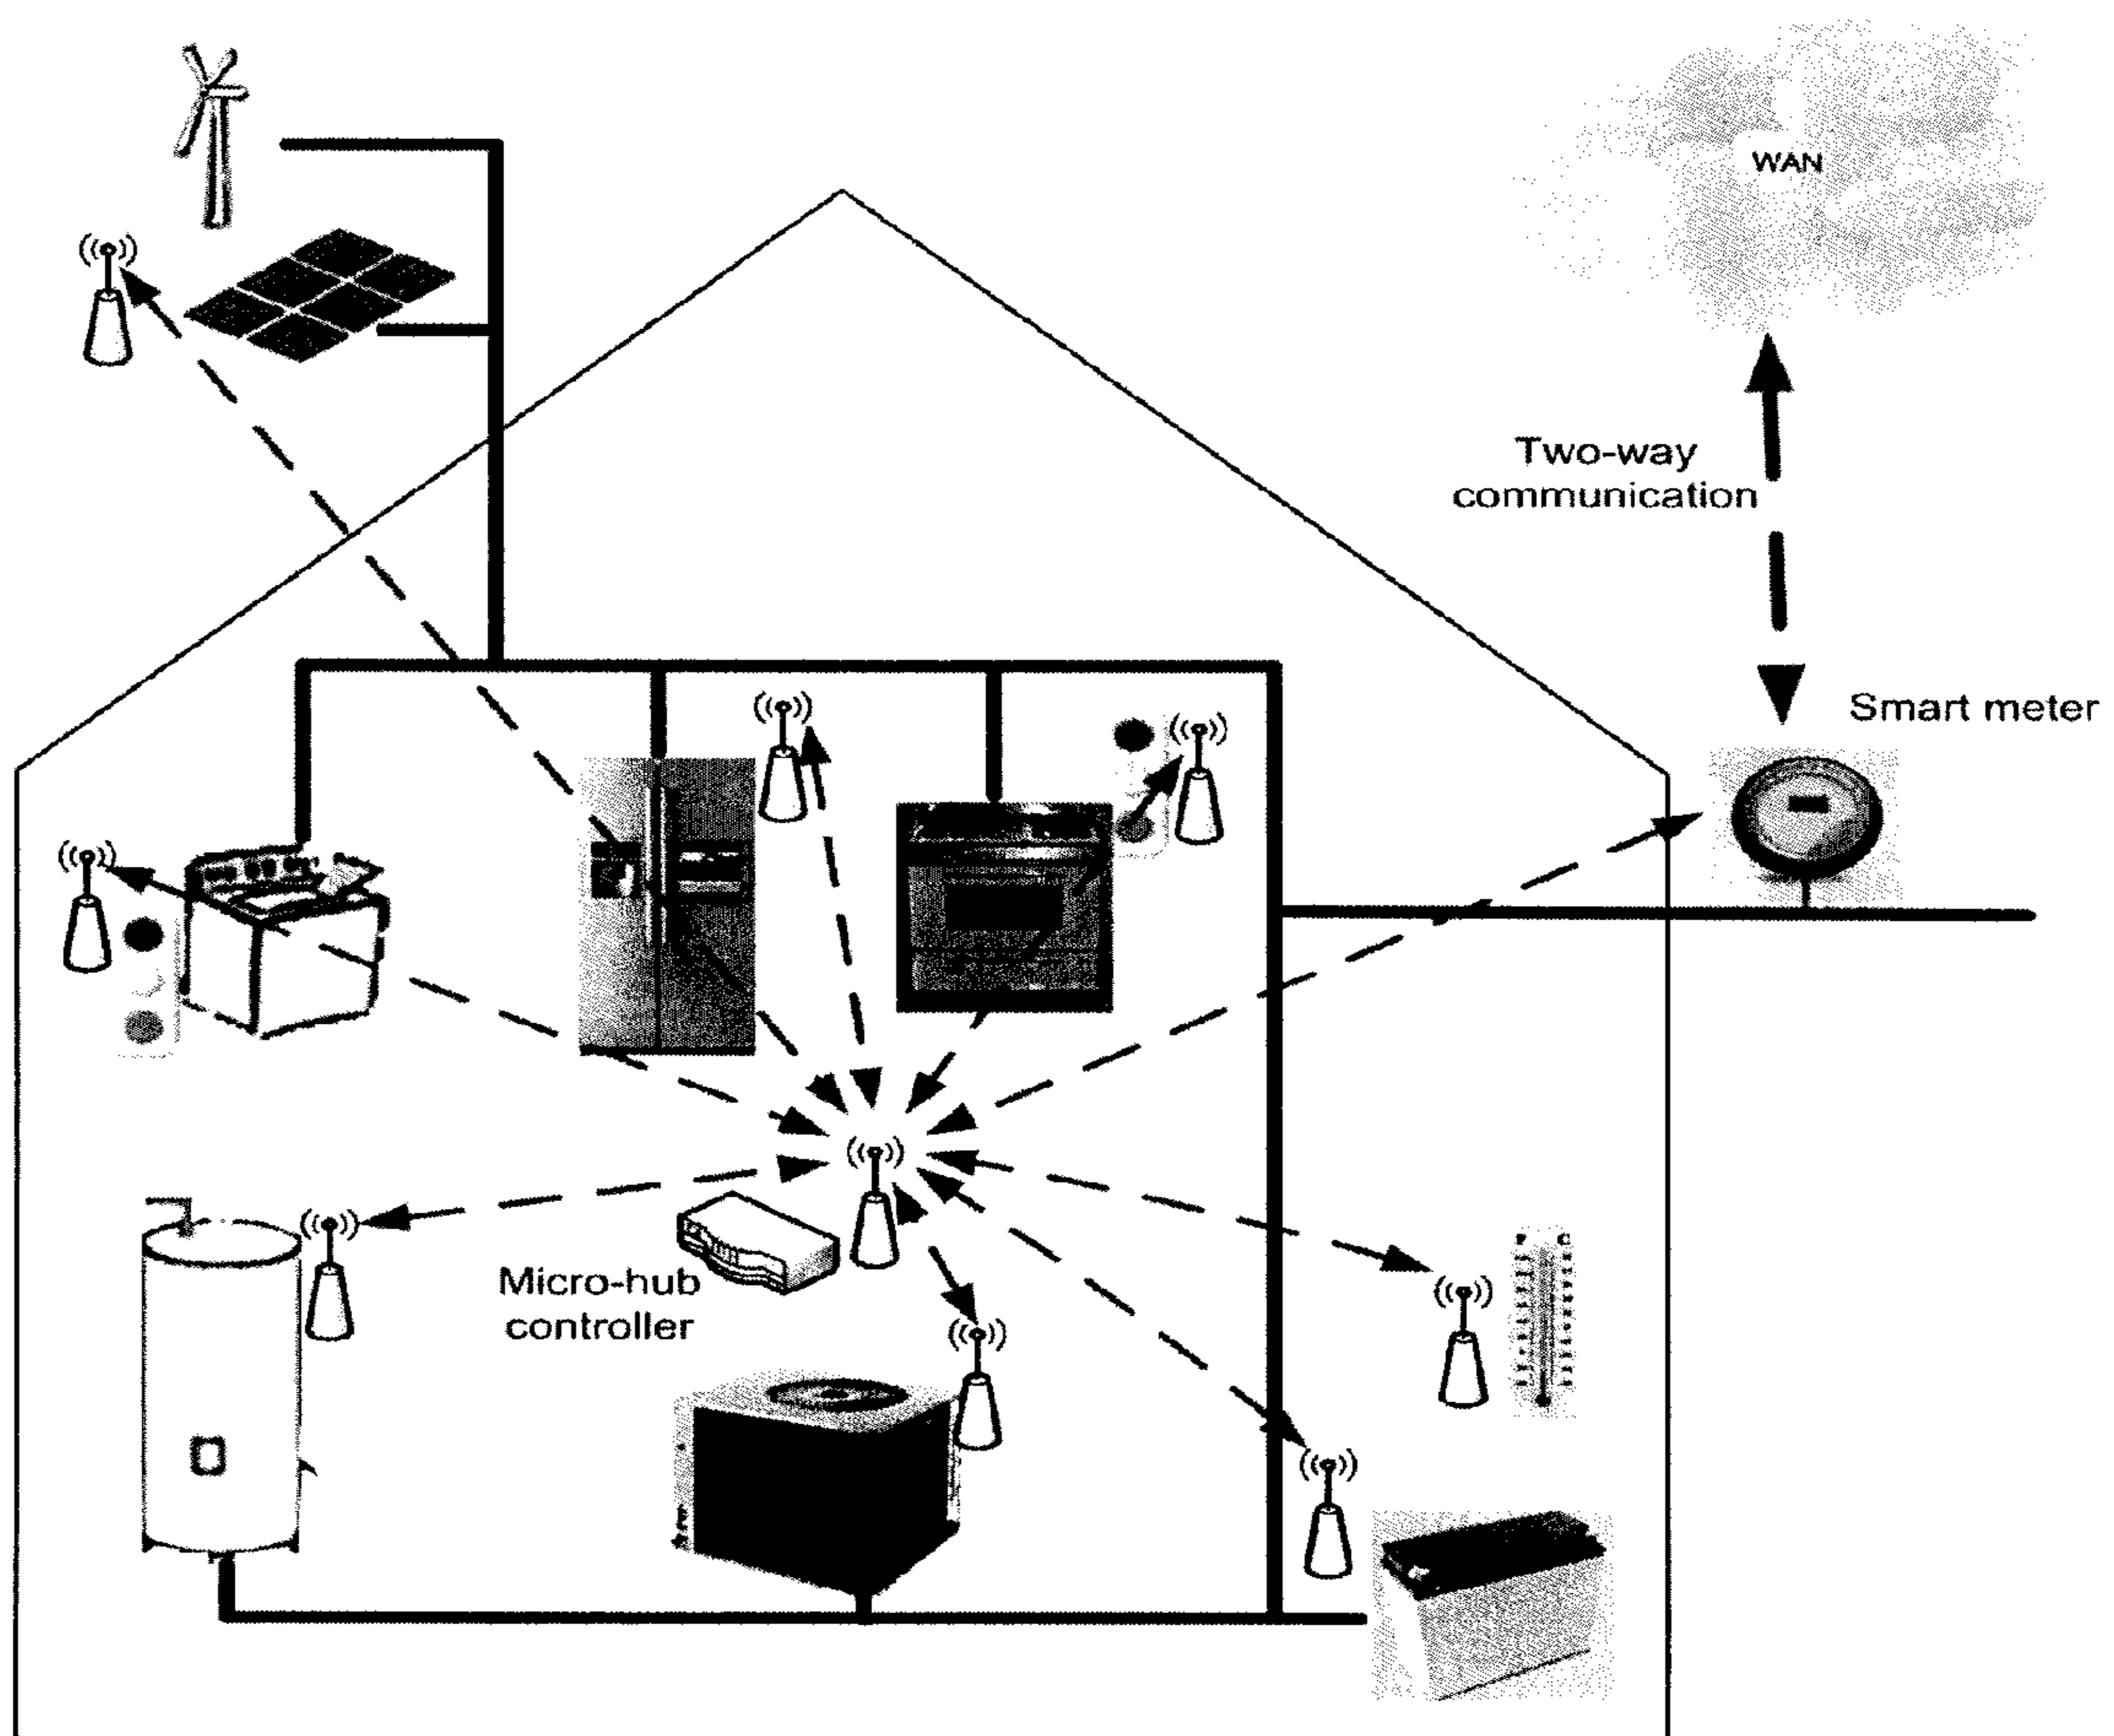 WAN
Two-way
communication
Smart meter
Micro-hub
controller
F C